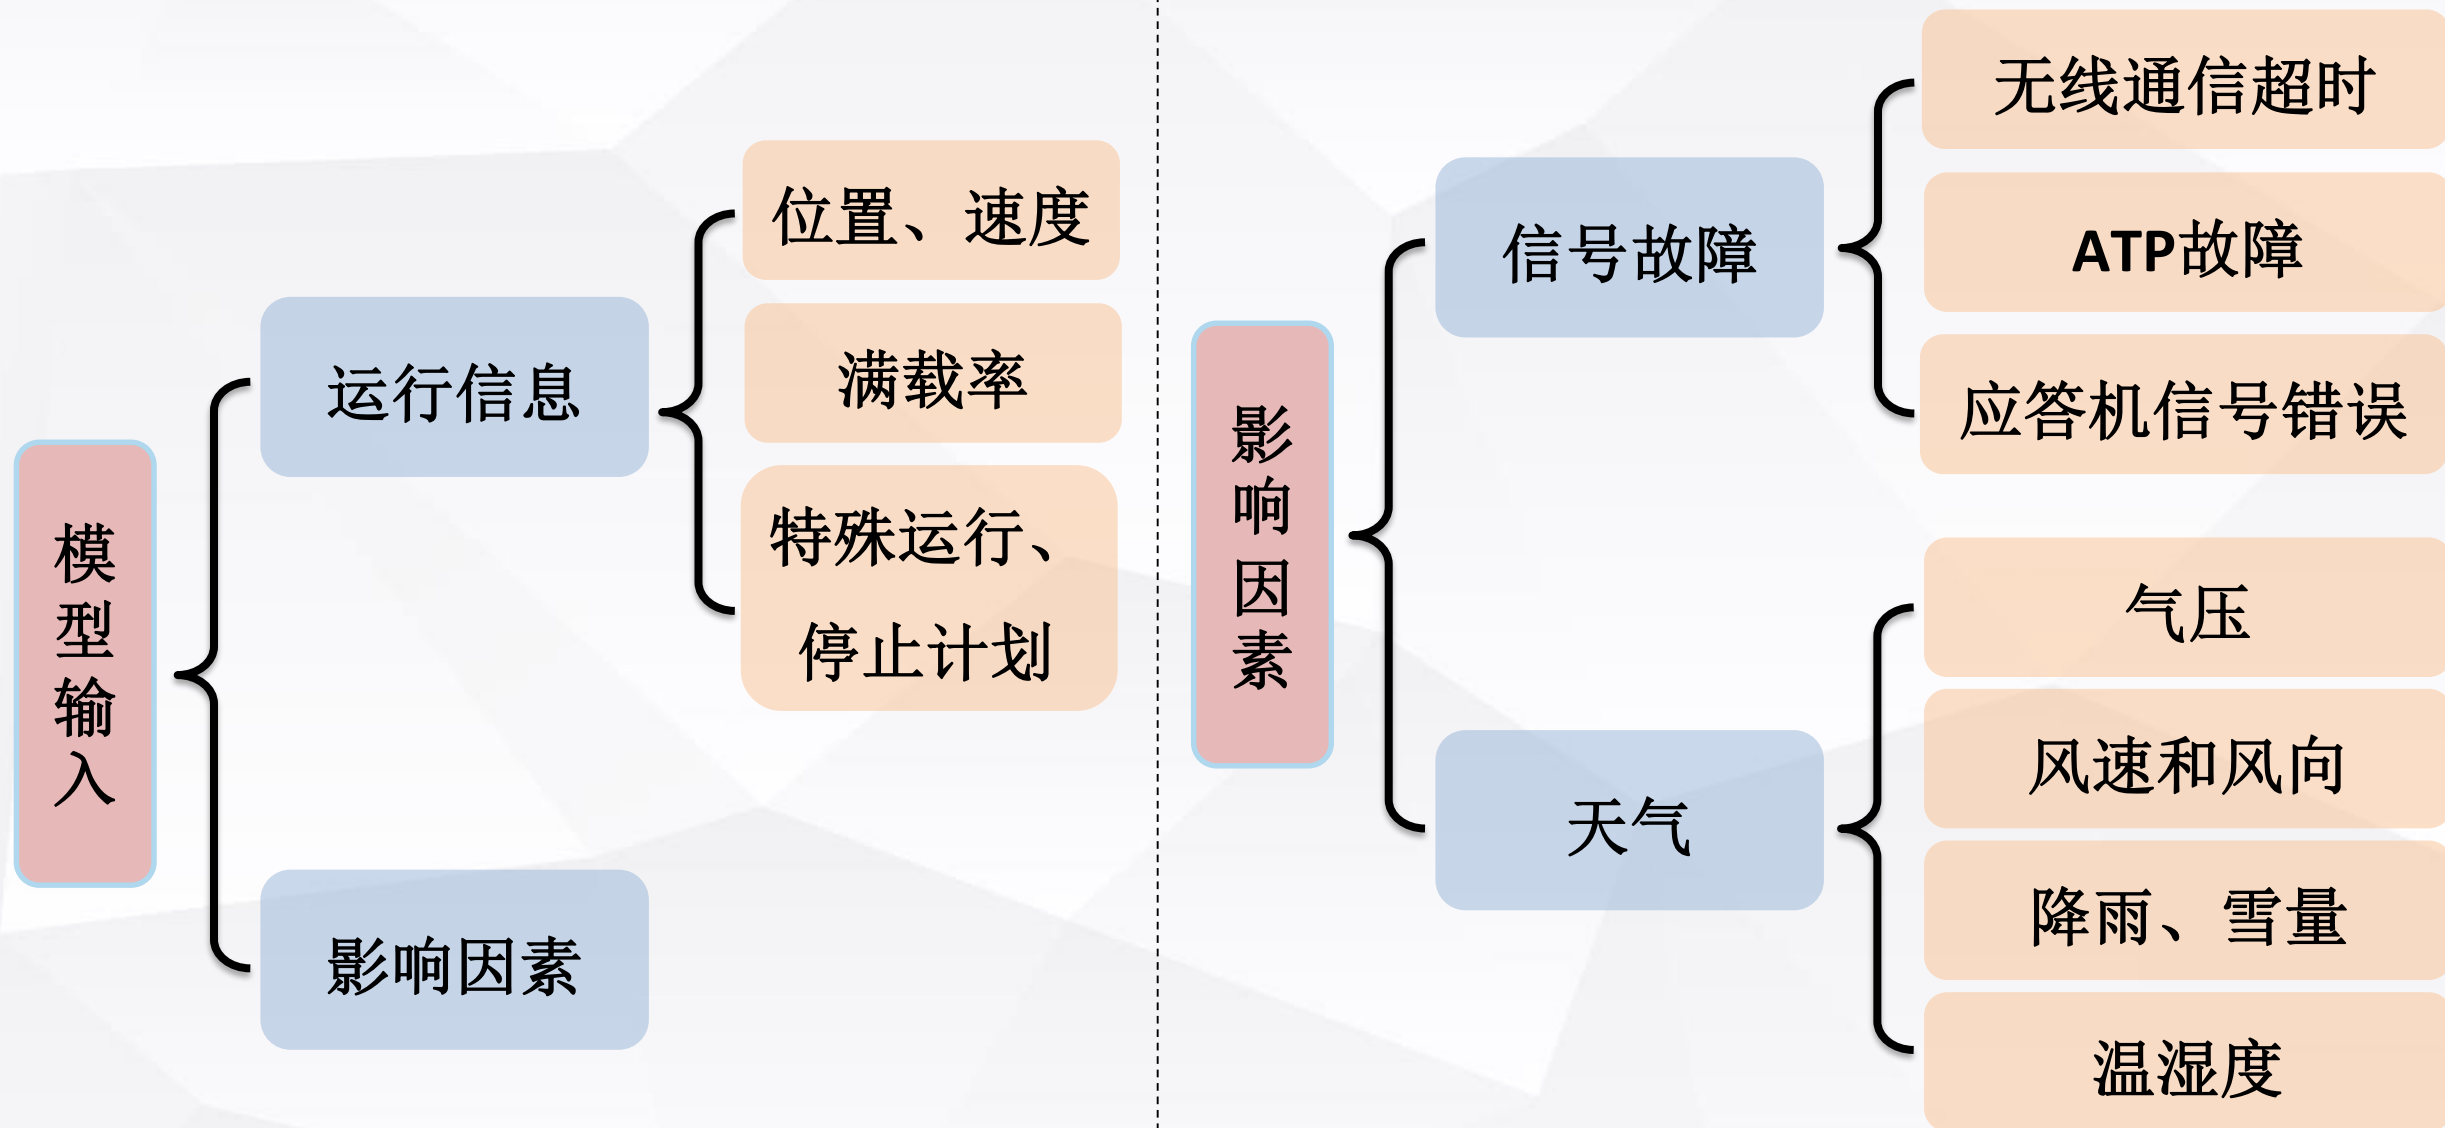 模型输入
运行信息
位置、速度
满载率
特殊运行、
停止计划
影响因素
影响因素
信号故障
无线通信超时
ATP故障
应答机信号错误
天气
气压
风速和风向
降雨、雪量
温湿度